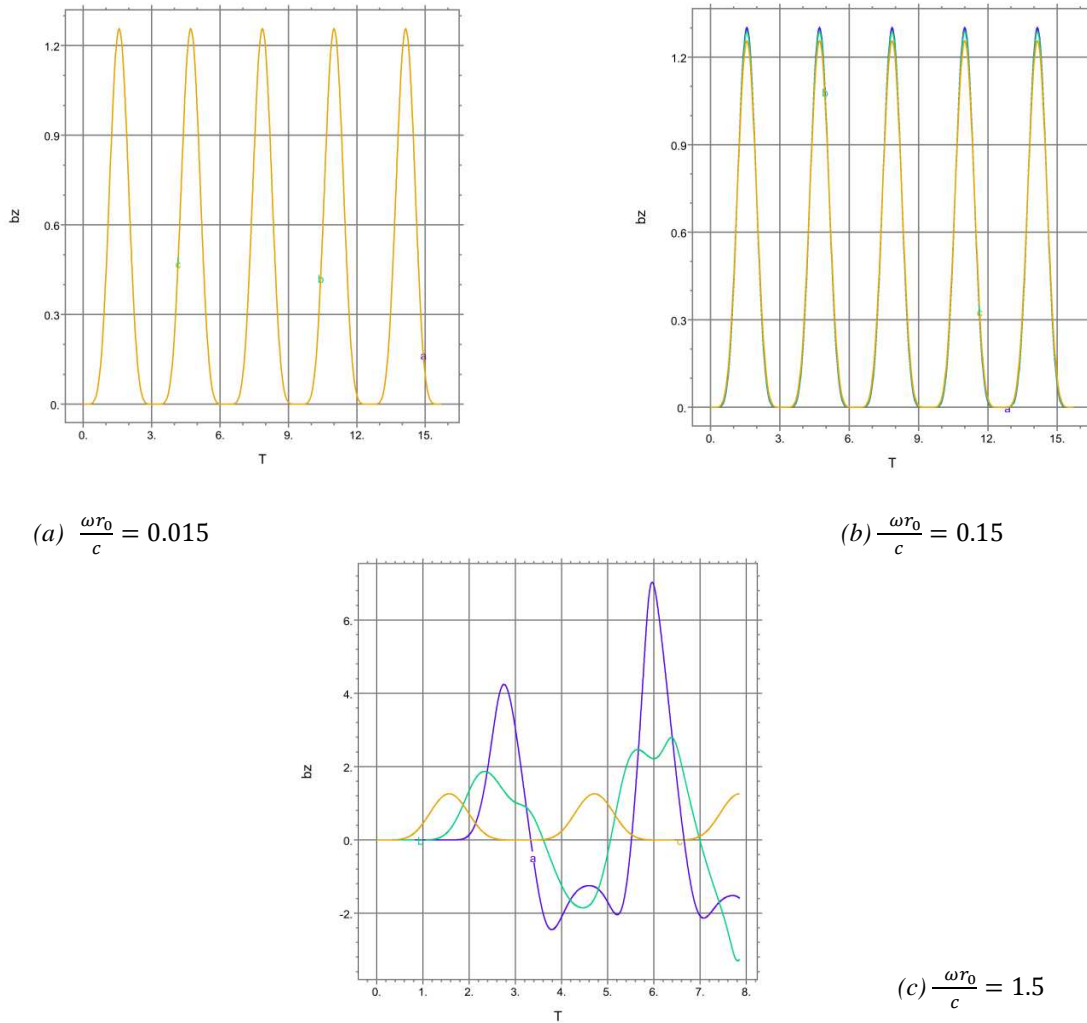 bz
1.2
0.9
0.6
0.3
0.
c
b
a
0. 3. 6. 9. 12. 15.
T
bz
1.2
0.9
0.6
0.3
0.
b
c
a
0. 3. 6. 9. 12. 15.
T
(a) ωr₀/c = 0.015
(b) ωr₀/c = 0.15
bz
6.
4.
2.
0.
-2.
b
a
c
0. 1. 2. 3. 4. 5. 6. 7. 8.
T
(c) ωr₀/c = 1.5